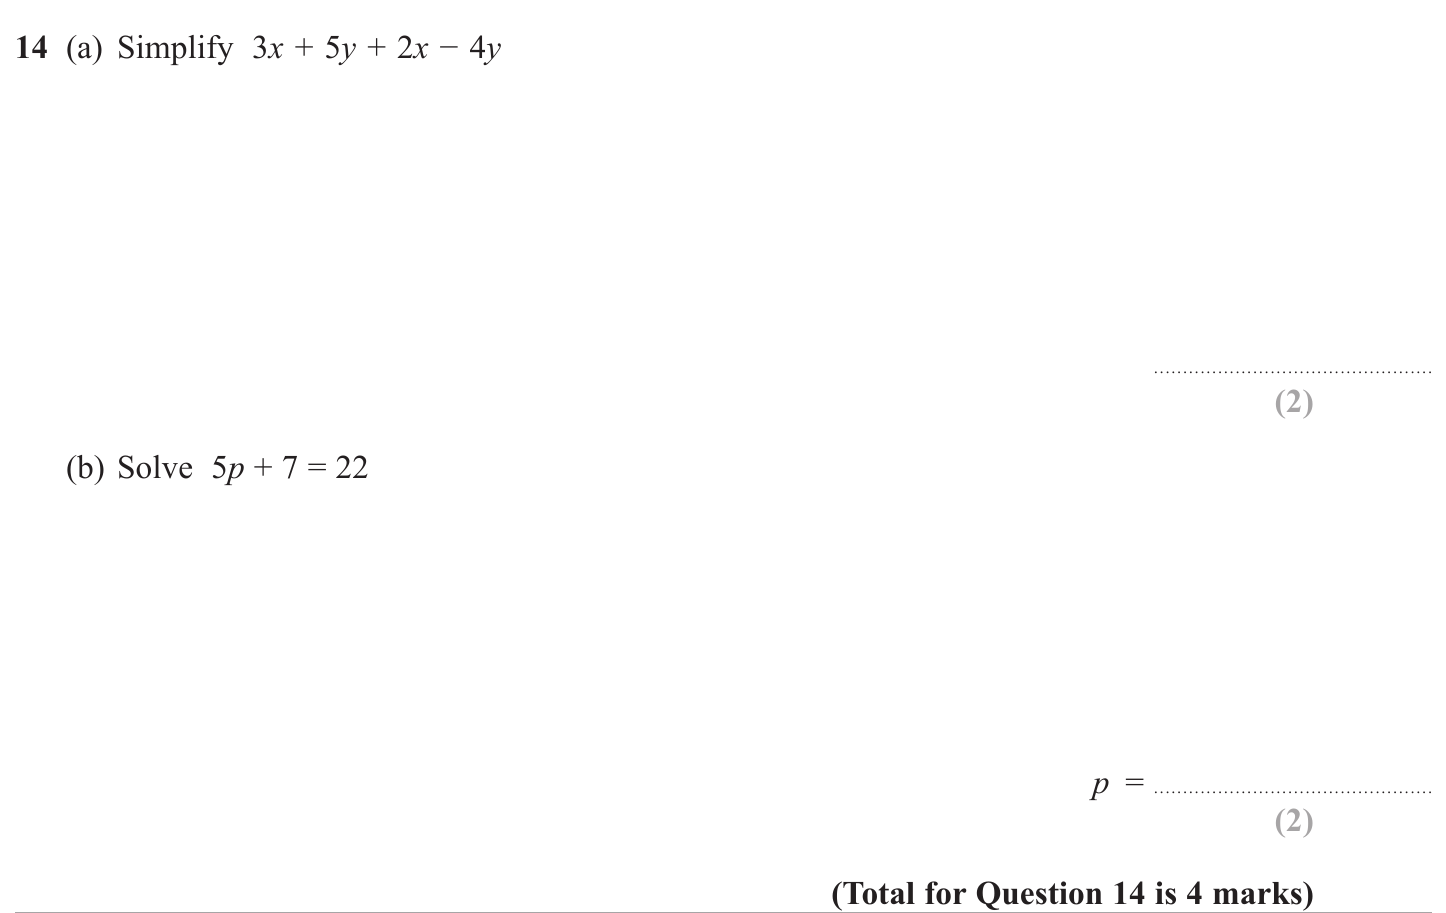 14 (a) Simplify 3x + 5y + 2x − 4y
(2)
(b) Solve 5p + 7 = 22
p = ................................................
(2)
(Total for Question 14 is 4 marks)